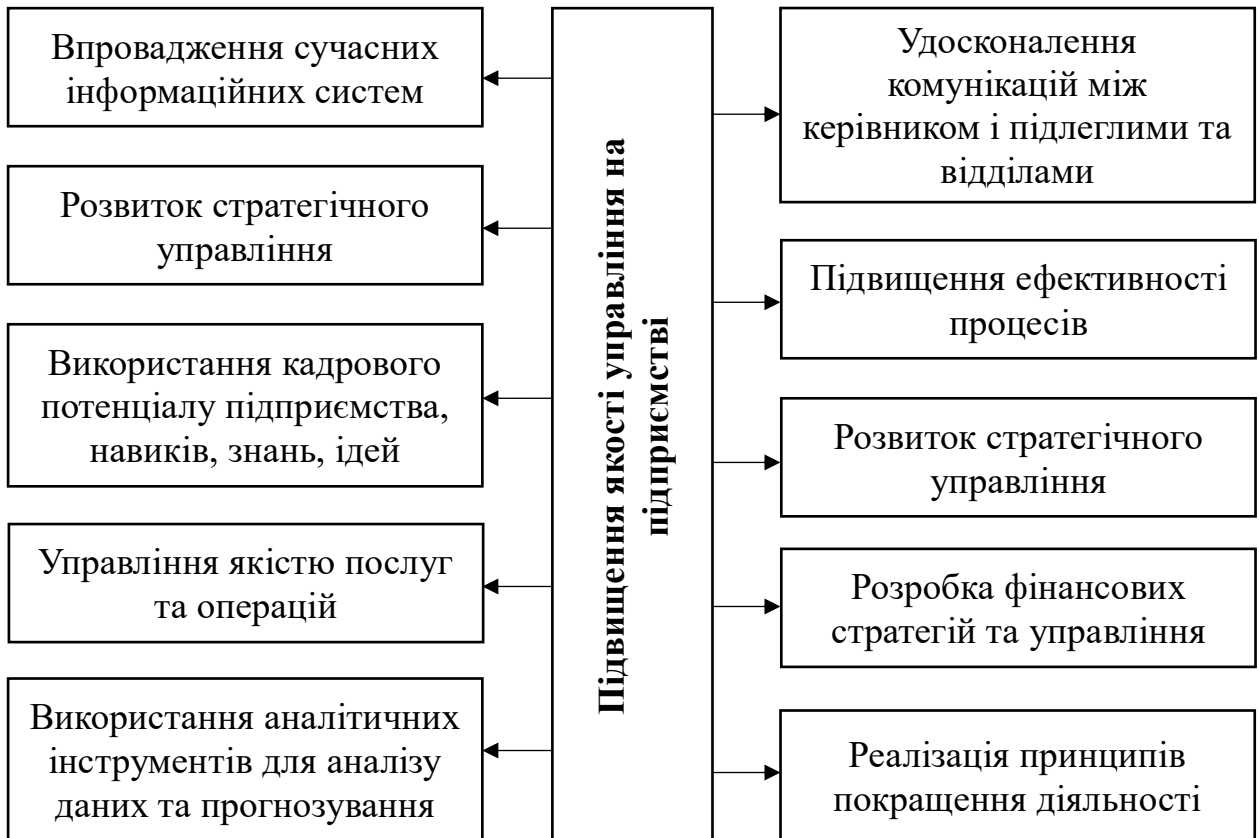 Впровадження сучасних
інформаційних систем
Розвиток стратегічного
управління
Використання кадрового
потенціалу підприємства,
навиків, знань, ідей
Управління якістю послуг
та операцій
Використання аналітичних
інструментів для аналізу
даних та прогнозування
Підвищення якості управління на
підприємстві
Удосконалення
комунікацій між
керівником і підлеглими та
відділами
Підвищення ефективності
процесів
Розвиток стратегічного
управління
Розробка фінансових
стратегій та управління
Реалізація принципів
покращення діяльності